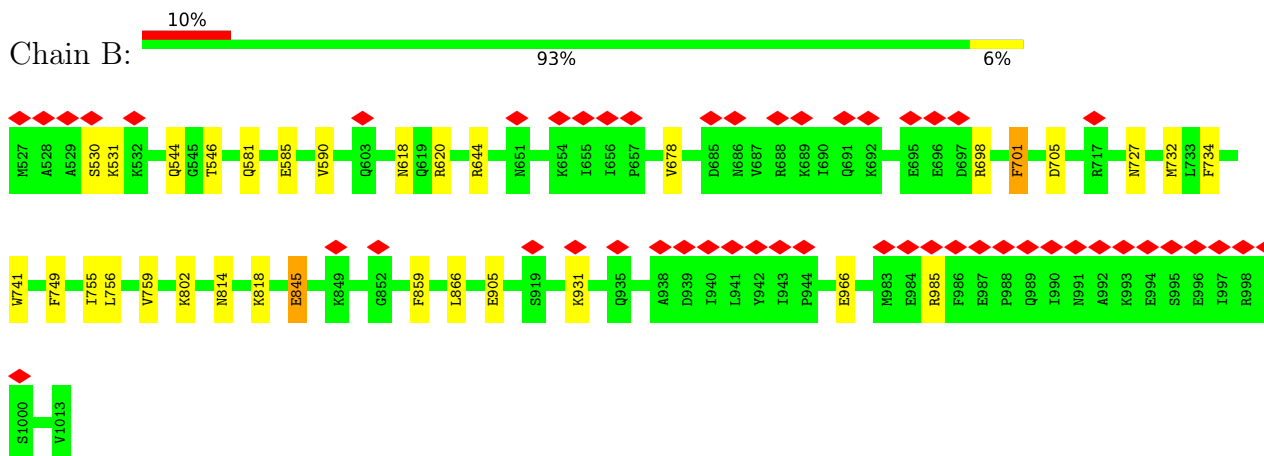 10%
Chain B:
93%
6%
M527 A528 A529 S530 K531 K532 Q544 G545 T546 Q581 E585 V590 Q603 N618 Q619 R620 R644 N651 K654 I655 I656 P657 V678 D685 N686 V687 R688 K689 I690 Q691 K692 E695 E696 D697 R698 F701 D705 R717 N727 M732 L733 F734
W741 F749 I755 L756 V759 K802 N814 K818 E845 K849 G852 F859 L866 E905 S919 K931 Q935 A938 D939 I940 L941 Y942 I943 P944 E966 M983 E984 R985 F986 E987 P988 Q989 I990 N991 A992 K993 E994 S995 E996 I997 R998
S1000 V1013